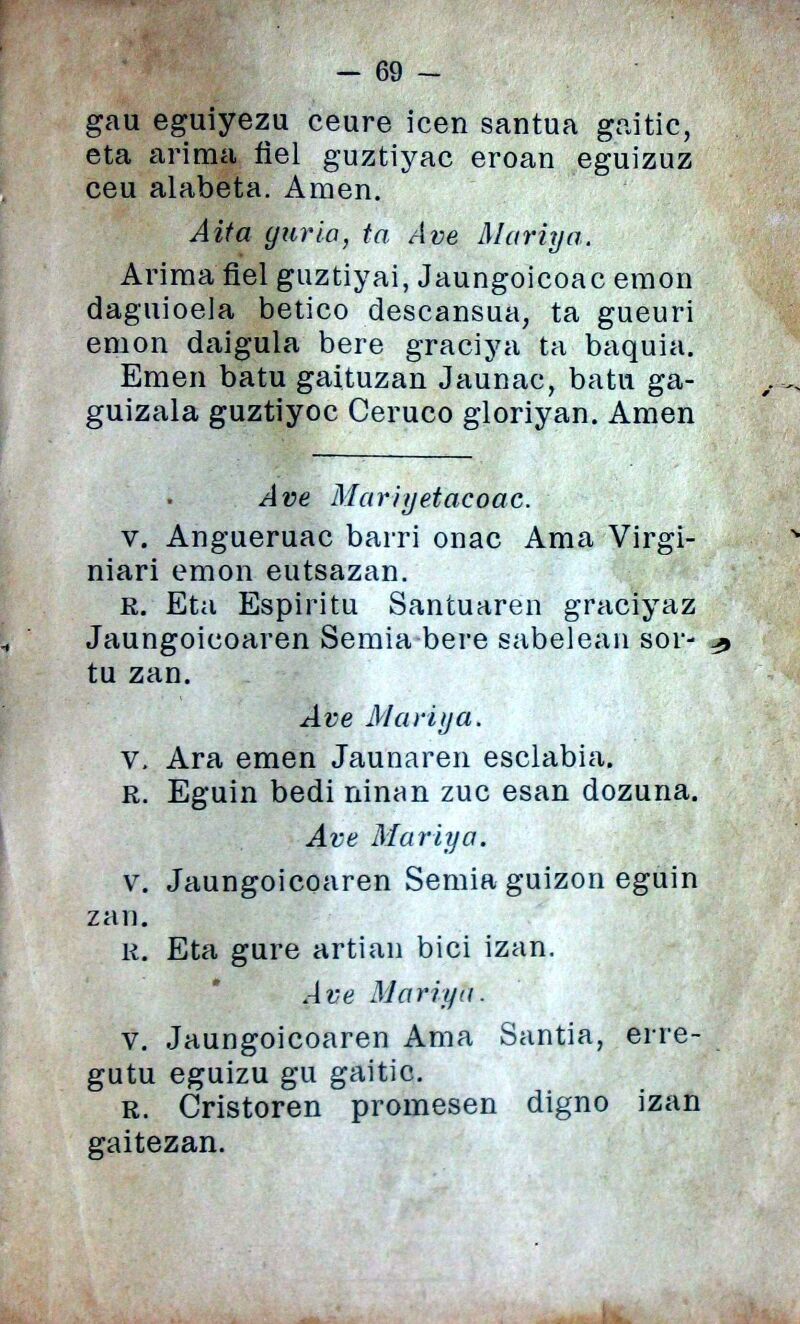 — 69 —
gau eguiyezu ceure icen santua gaitic,
eta arima fiel guztiyac eroan eguizuz
ceu alabeta. Amen.
Aita guria, ta Ave Mariya.
Arima fiel guztiyai, Jaungoicoac emon
daguioela betico descansua, ta gueuri
emon daigula bere graciya ta baquia.
Emen batu gaituzan Jaunac, batu ga-
guizala guztiyoc Ceruco gloriyan. Amen
Ave Mariyetacoac.
V. Angueruac barri onac Ama Virgi-
niari emon eutsazan.
R. Eta Espiritu Santuaren graciyaz
Jaungoicoaren Semia bere sabelean sor-
tu zan.
Ave Mariya.
V. Ara emen Jaunaren esclabia.
R. Eguin bedi ninan zuc esan dozuna.
Ave Mariya.
V. Jaungoicoaren Semia guizon eguin
zan.
R. Eta gure artian bici izan.
Ave Mariya.
V. Jaungoicoaren Ama Santia, erre-
gutu eguizu gu gaitic.
R. Cristoren promesen digno izan
gaitezan.